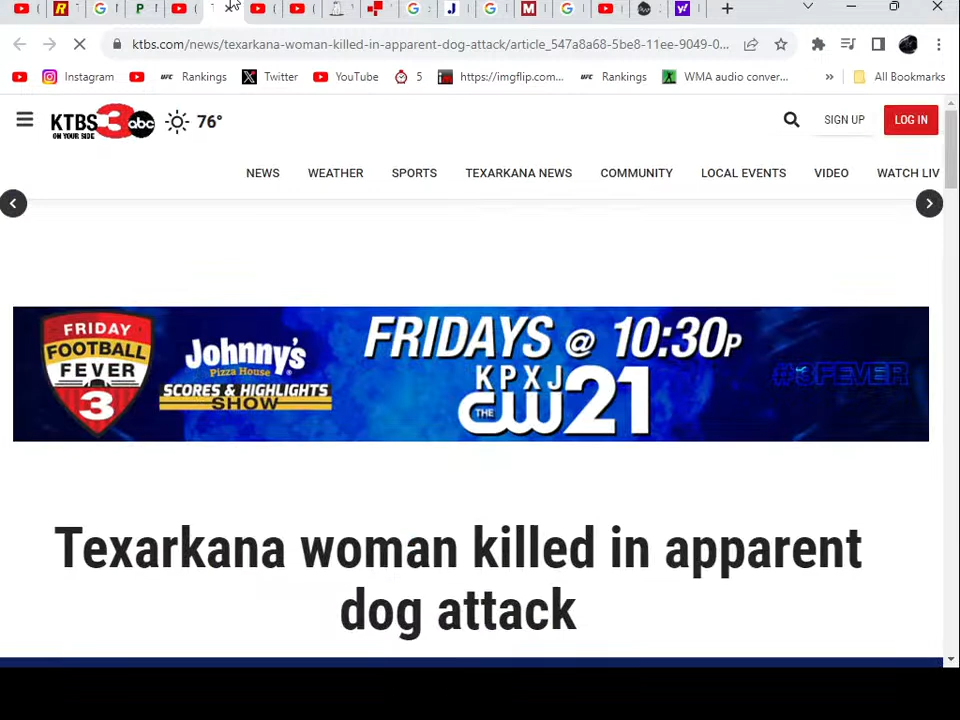 ktbs.com/news/texarkana-woman-killed-in-apparent-dog-attack/article_547a8a68-5be8-11ee-9049-0...
Instagram
UFC Rankings
Twitter
YouTube
5
https://imgflip.com...
UFC Rankings
WMA audio conver...
»
All Bookmarks
KTBS 3 abc
ON YOUR SIDE
76°
SIGN UP
LOG IN
NEWS
WEATHER
SPORTS
TEXARKANA NEWS
COMMUNITY
LOCAL EVENTS
VIDEO
WATCH LIV
FRIDAY
FOOTBALL
FEVER
3
Johnny's
Pizza House
SCORES & HIGHLIGHTS
SHOW
FRIDAYS @ 10:30P
KPXJ
THE CW 21
#3FEVER
Texarkana woman killed in apparent
dog attack